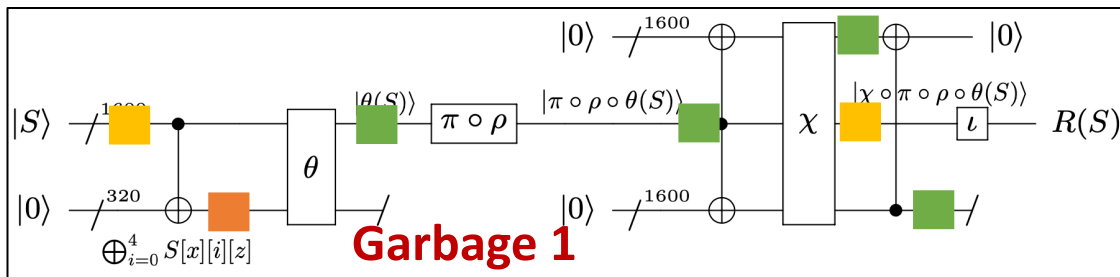 |0⟩ 1600 |0⟩
|θ(S)⟩ |π ∘ ρ ∘ θ(S)⟩ |χ ∘ π ∘ ρ ∘ θ(S)⟩
|S⟩ θ π ∘ ρ χ ι R(S)
|0⟩ 320 |0⟩ 1600
⊕⁴ᵢ₌₀ S[x][i][z] Garbage 1